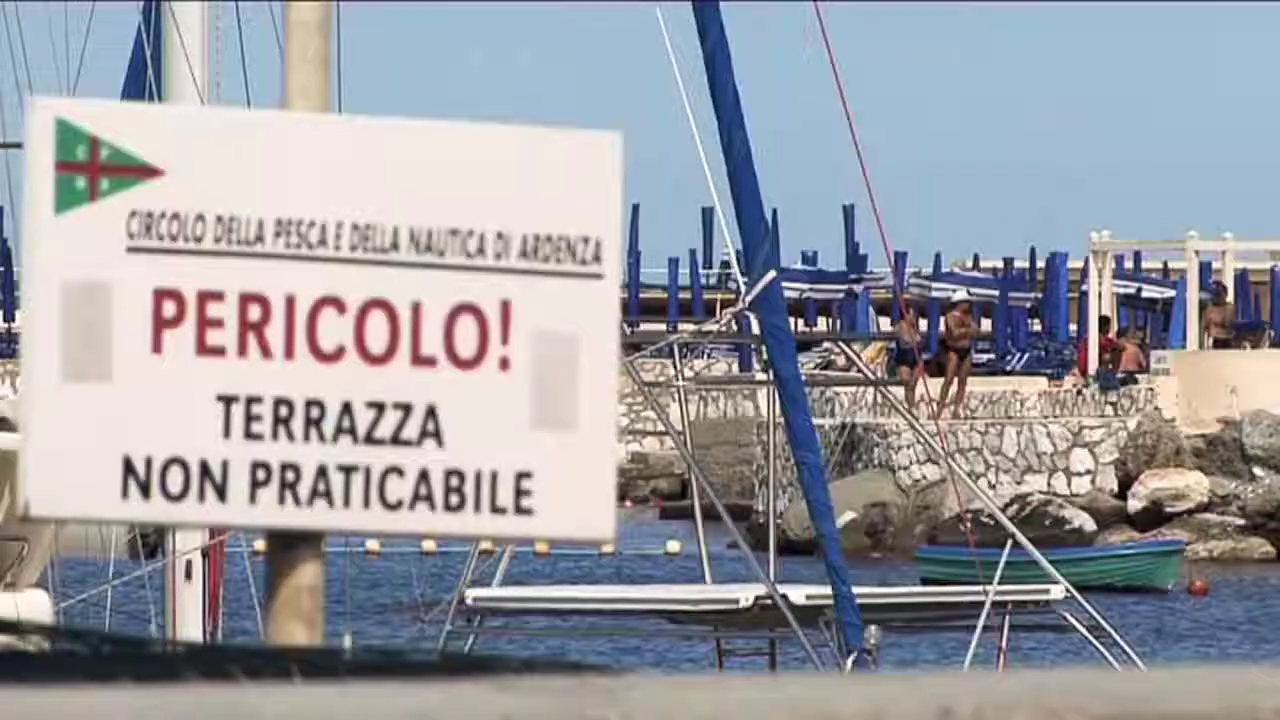 CIRCOLO DELLA PESCA E DELLA NAUTICA DI ARDENZA
PERICOLO!
TERRAZZA
NON PRATICABILE